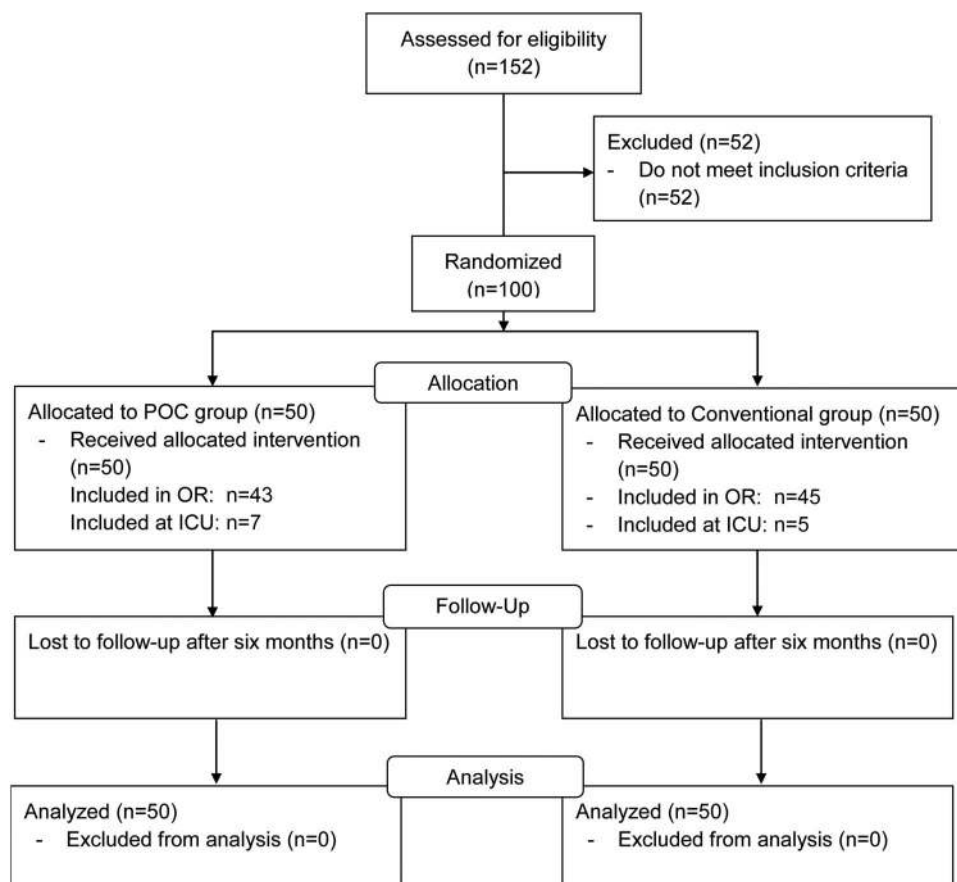 Assessed for eligibility
(n=152)
Excluded (n=52)
- Do not meet inclusion criteria
(n=52)
Randomized
(n=100)
Allocation
Allocated to POC group (n=50)
- Received allocated intervention
(n=50)
Included in OR: n=43
Included at ICU: n=7
Allocated to Conventional group (n=50)
- Received allocated intervention
(n=50)
- Included in OR: n=45
- Included at ICU: n=5
Follow-Up
Lost to follow-up after six months (n=0)
Lost to follow-up after six months (n=0)
Analysis
Analyzed (n=50)
- Excluded from analysis (n=0)
Analyzed (n=50)
- Excluded from analysis (n=0)